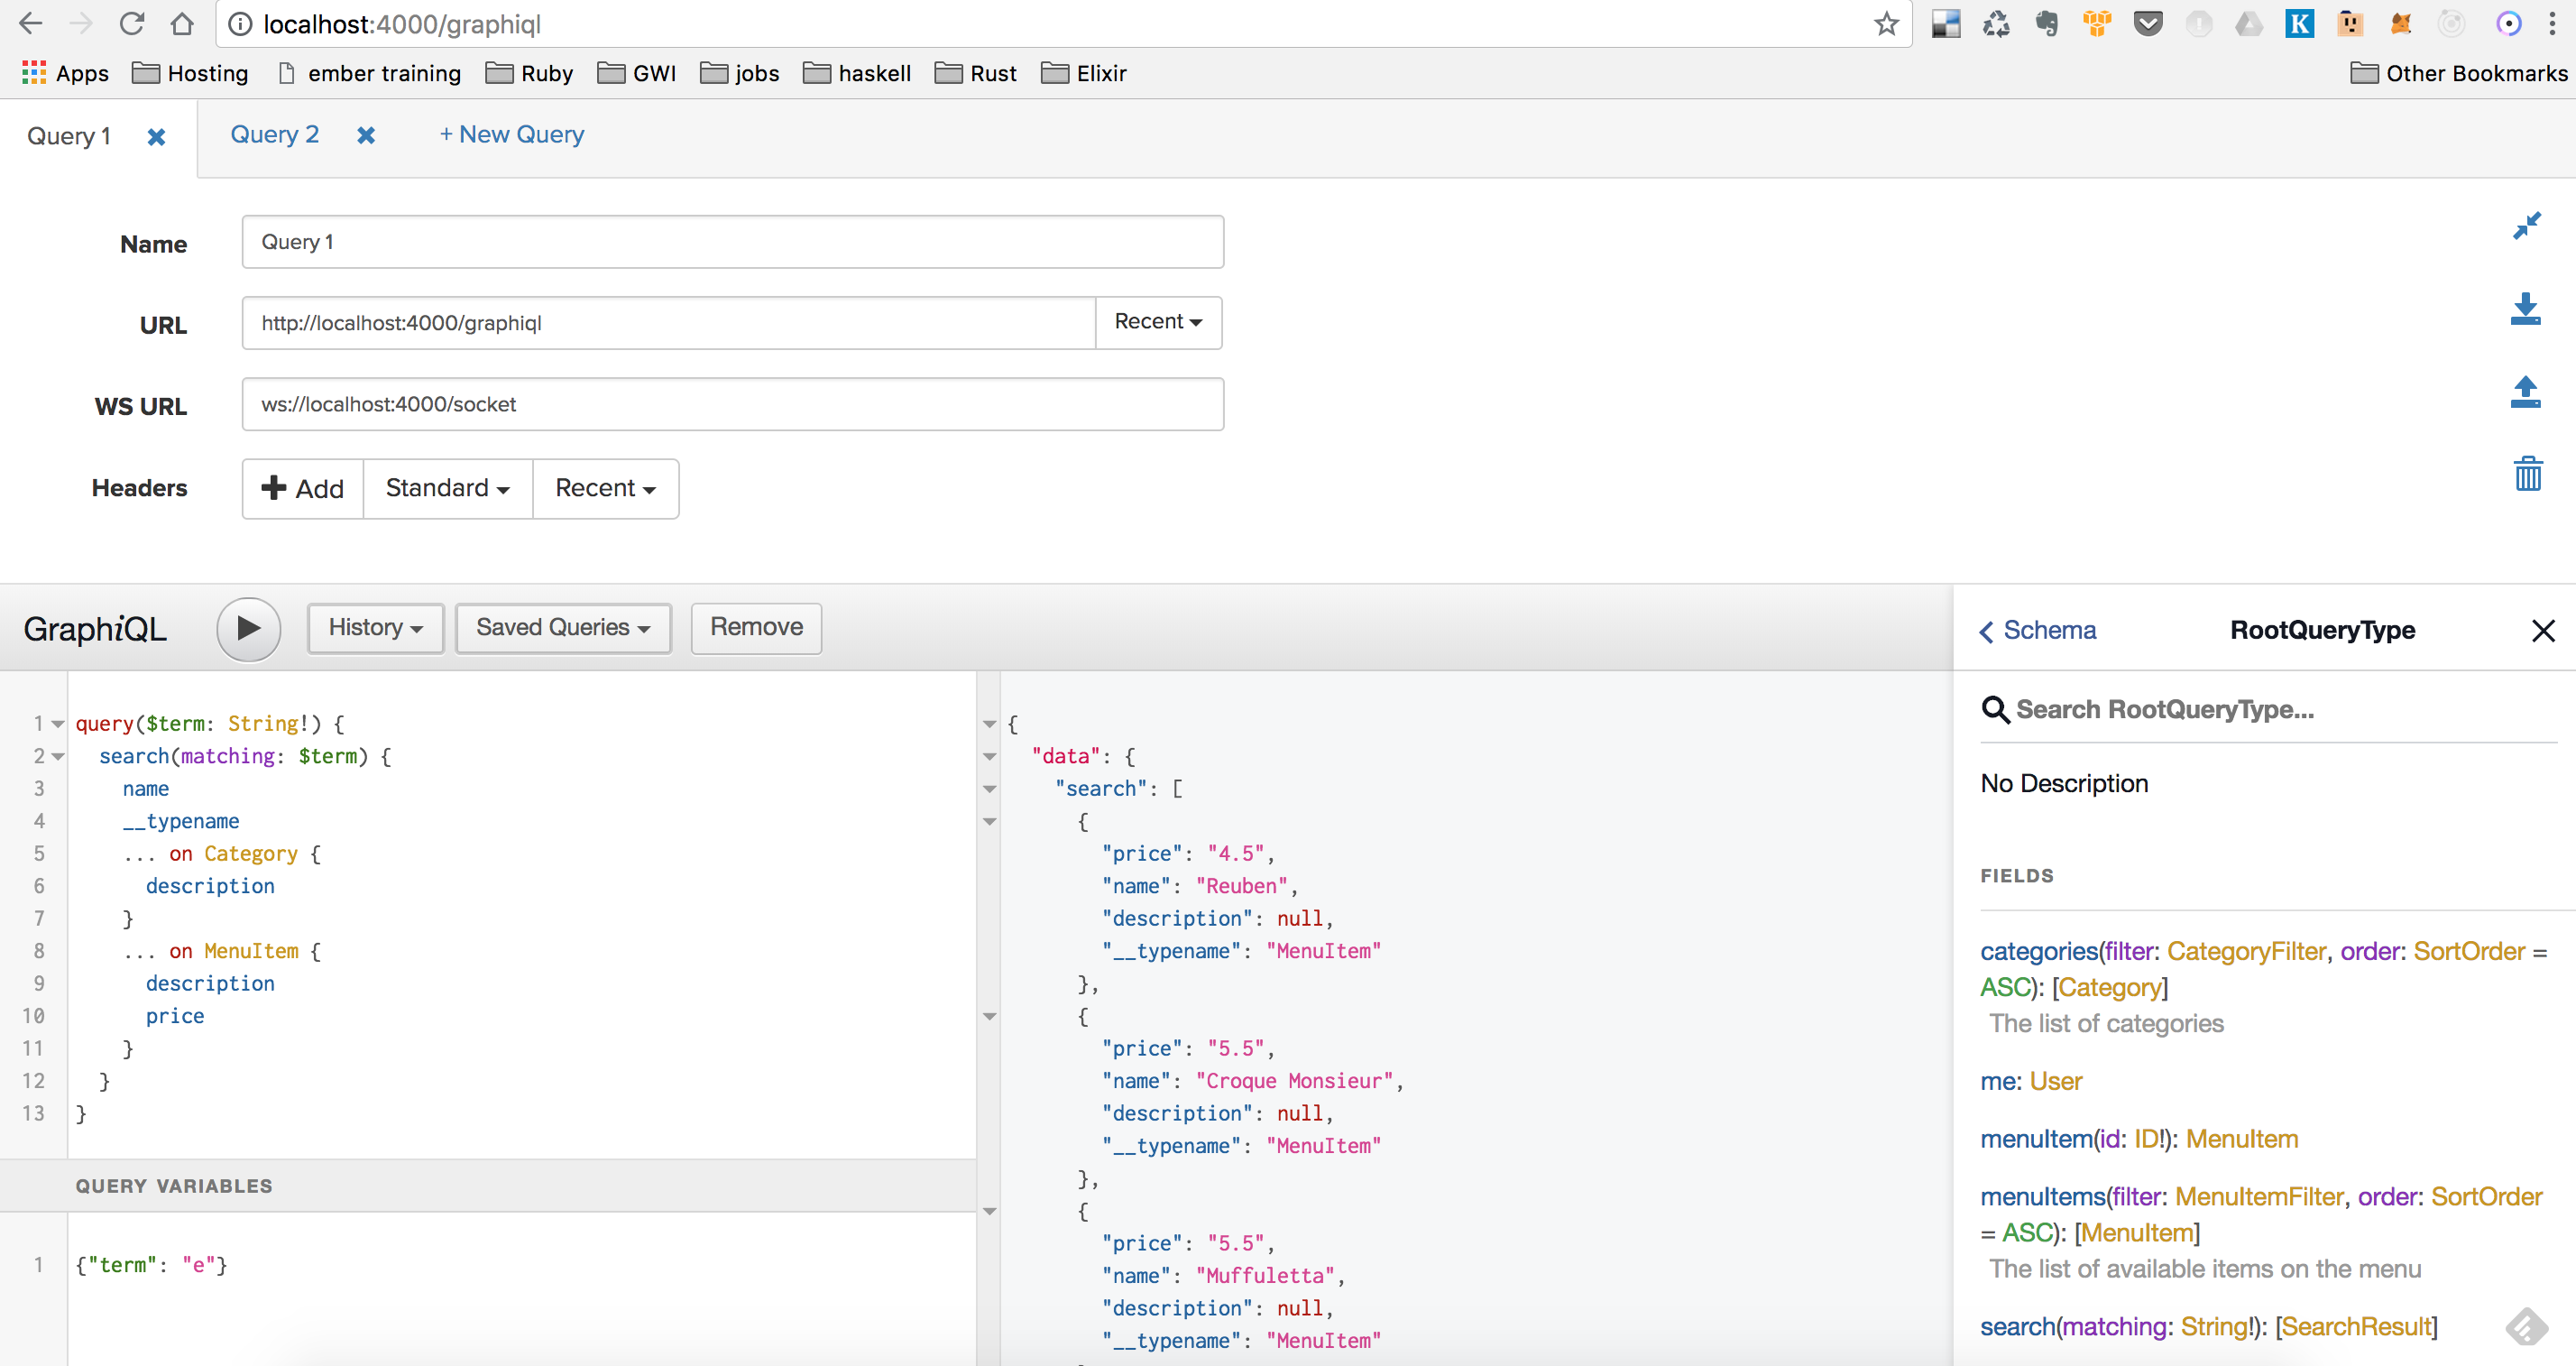 localhost:4000/graphiql
Apps Hosting ember training Ruby GWI jobs haskell Rust Elixir Other Bookmarks
Query 1 Query 2 + New Query
Name Query 1
URL http://localhost:4000/graphiql Recent
WS URL ws://localhost:4000/socket
Headers Add Standard Recent
GraphiQL History Saved Queries Remove
1 query($term: String!) {
2 search(matching: $term) {
3 name
4 __typename
5 ... on Category {
6 description
7 }
8 ... on MenuItem {
9 description
10 price
11 }
12 }
13 }
QUERY VARIABLES
1 {"term": "e"}
{
"data": {
"search": [
{
"price": "4.5",
"name": "Reuben",
"description": null,
"__typename": "MenuItem"
},
{
"price": "5.5",
"name": "Croque Monsieur",
"description": null,
"__typename": "MenuItem"
},
{
"price": "5.5",
"name": "Muffuletta",
"description": null,
"__typename": "MenuItem"
Schema RootQueryType
Search RootQueryType...
No Description
FIELDS
categories(filter: CategoryFilter, order: SortOrder =
ASC): [Category]
The list of categories
me: User
menuItem(id: ID!): MenuItem
menuItems(filter: MenuItemFilter, order: SortOrder
= ASC): [MenuItem]
The list of available items on the menu
search(matching: String!): [SearchResult]